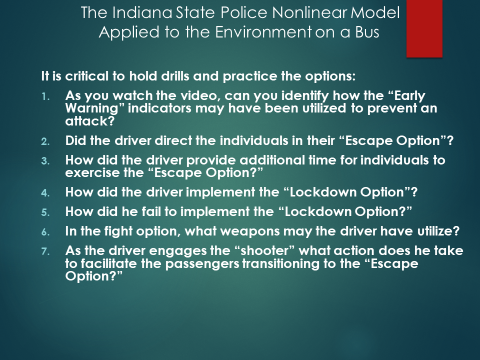 The Indiana State Police Nonlinear Model
Applied to the Environment on a Bus
It is critical to hold drills and practice the options:
1. As you watch the video, can you identify how the “Early
Warning” indicators may have been utilized to prevent an
attack?
2. Did the driver direct the individuals in their “Escape Option”?
3. How did the driver provide additional time for individuals to
exercise the “Escape Option?”
4. How did the driver implement the “Lockdown Option”?
5. How did he fail to implement the “Lockdown Option?”
6. In the fight option, what weapons may the driver have utilize?
7. As the driver engages the “shooter” what action does he take
to facilitate the passengers transitioning to the “Escape
Option?”